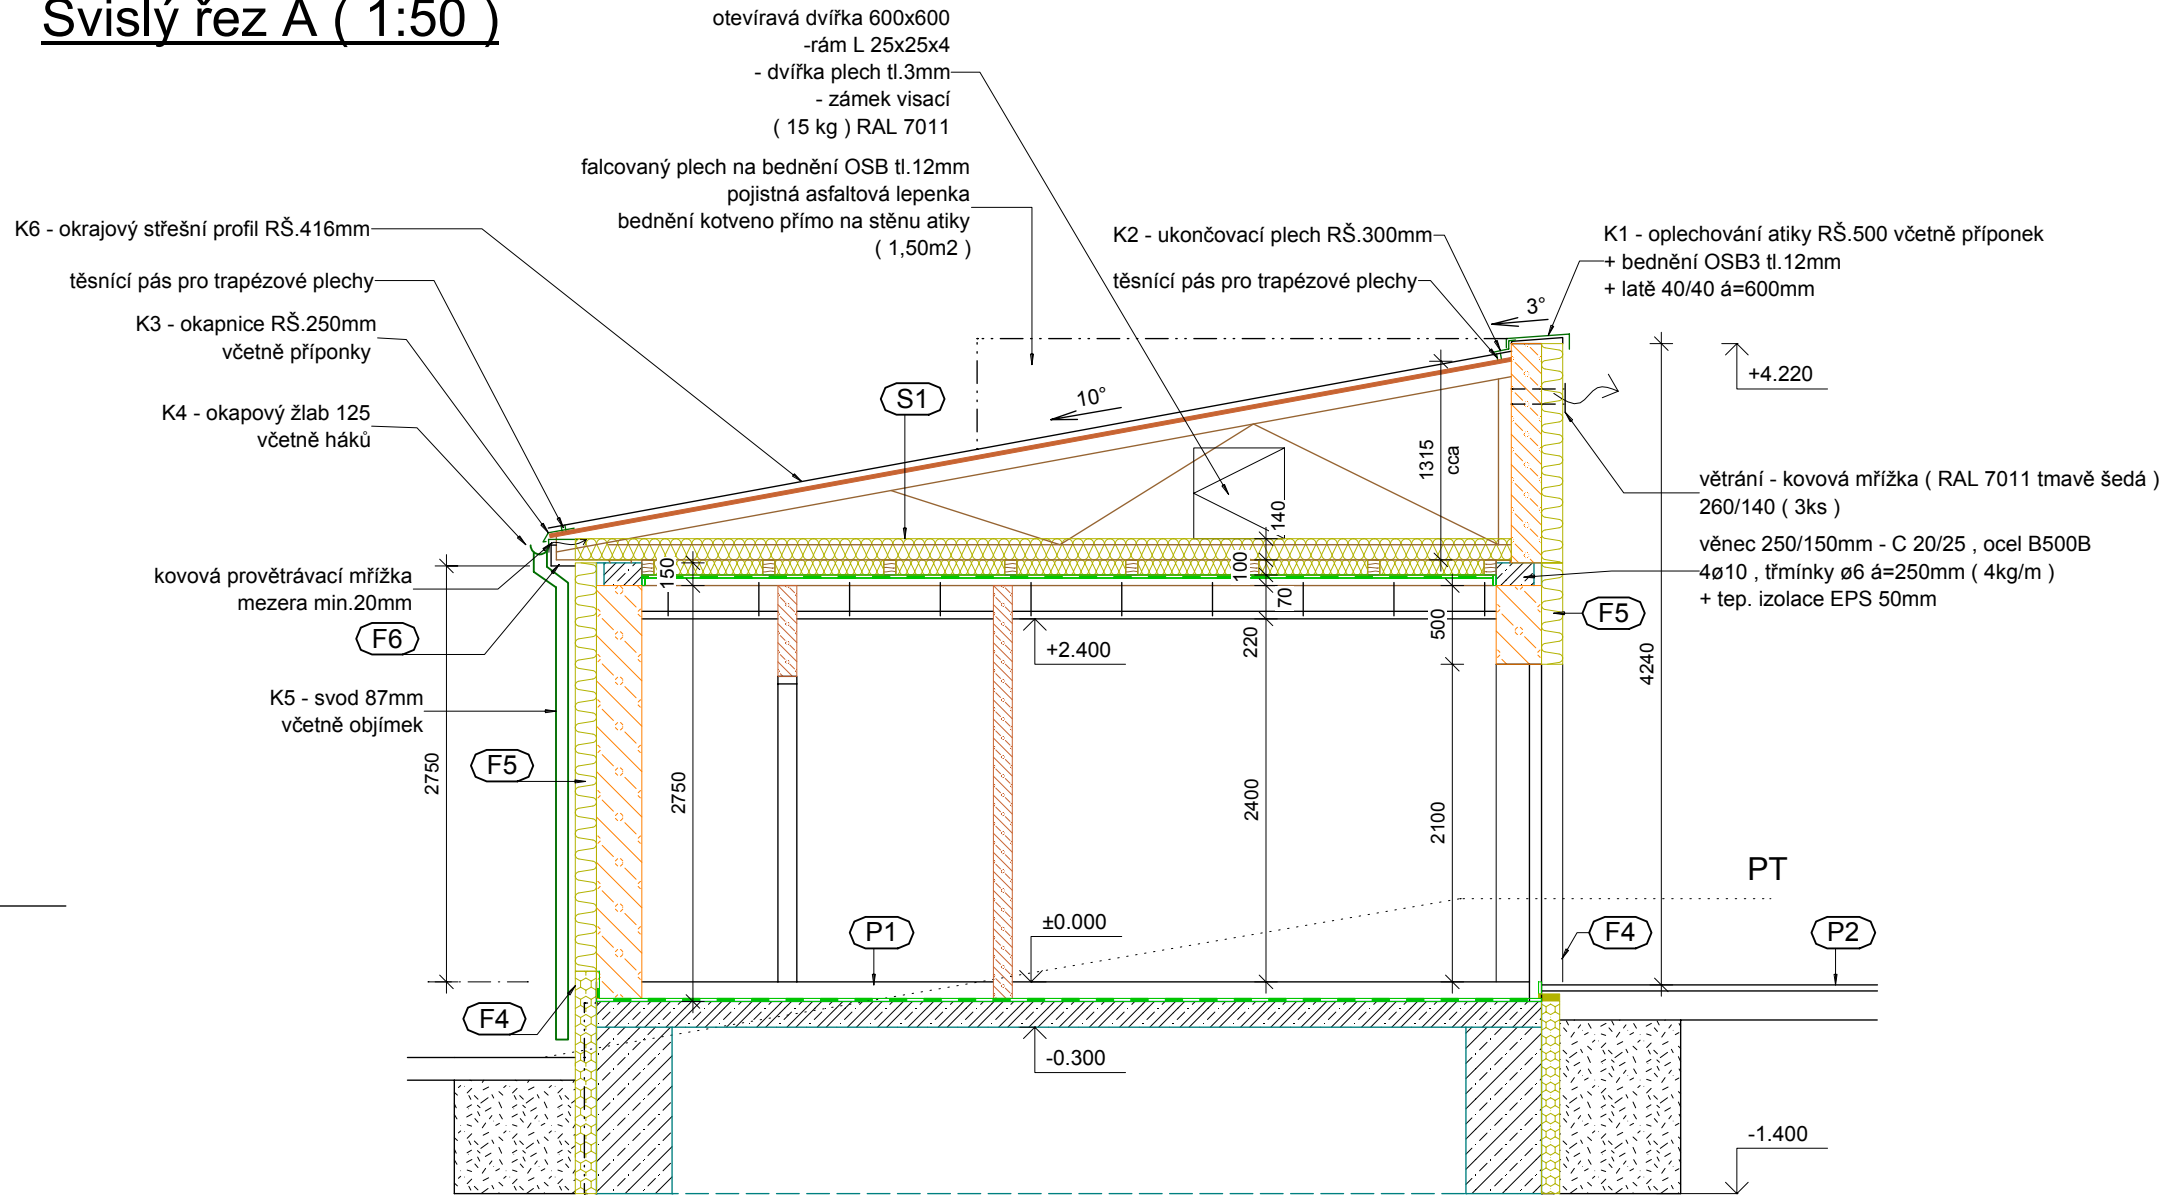 Svislý řez A ( 1:50 )
otevíravá dvířka 600x600
-rám L 25x25x4
- dvířka plech tl.3mm
- zámek visací
( 15 kg ) RAL 7011
falcovaný plech na bednění OSB tl.12mm
pojistná asfaltová lepenka
bednění kotveno přímo na stěnu atiky
( 1,50m2 )
K6 - okrajový střešní profil RŠ.416mm
těsnící pás pro trapézové plechy
K3 - okapnice RŠ.250mm
včetně příponky
K4 - okapový žlab 125
včetně háků
kovová provětrávací mřížka
mezera min.20mm
F6
K5 - svod 87mm
včetně objímek
F5
F4
K2 - ukončovací plech RŠ.300mm
těsnící pás pro trapézové plechy
K1 - oplechování atiky RŠ.500 včetně příponek
+ bednění OSB3 tl.12mm
+ latě 40/40 á=600mm
3°
10°
S1
+4.220
větrání - kovová mřížka ( RAL 7011 tmavě šedá )
260/140 ( 3ks )
věnec 250/150mm - C 20/25 , ocel B500B
4ø10 , třmínky ø6 á=250mm ( 4kg/m )
+ tep. izolace EPS 50mm
F5
1315
cca
140
100
150
70
220
500
+2.400
2750
2750
2400
2100
4240
PT
±0.000
P1
F4
P2
-0.300
-1.400